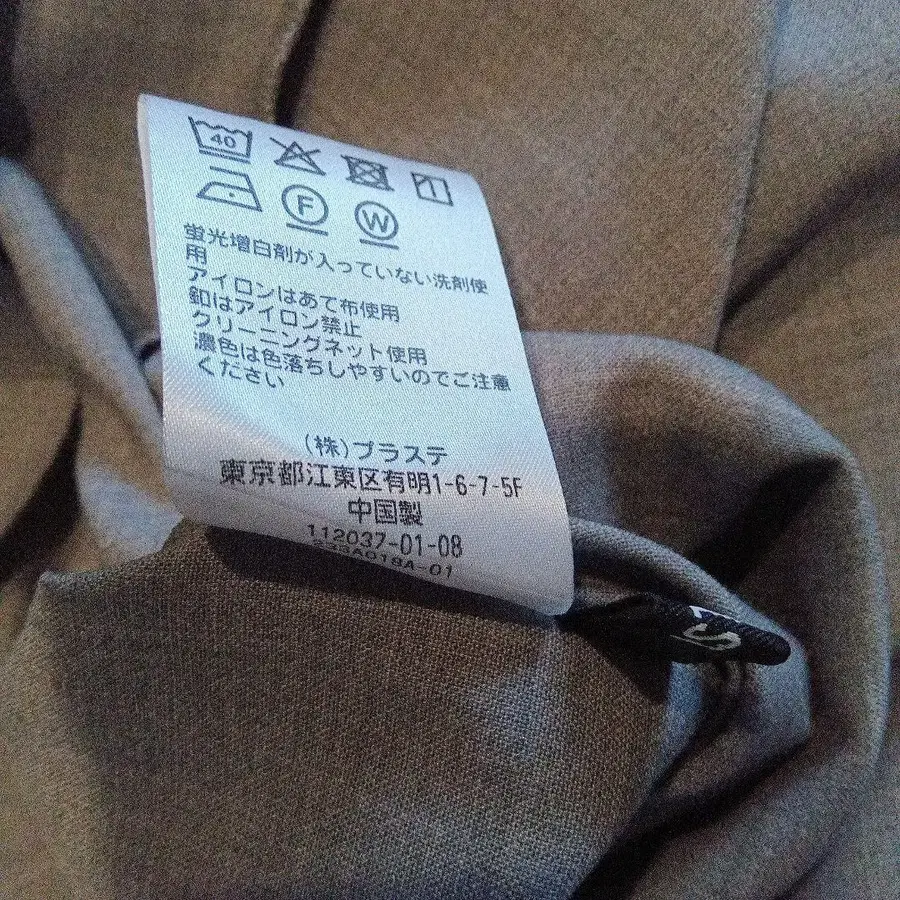 40
F
W
蛍光増白剤が入っていない洗剤使
用
アイロンはあて布使用
釦はアイロン禁止
クリーニングネット使用
濃色は色落ちしやすいのでご注意
ください
(株)プラステ
東京都江東区有明1-6-7-5F
中国製
112037-01-08
S